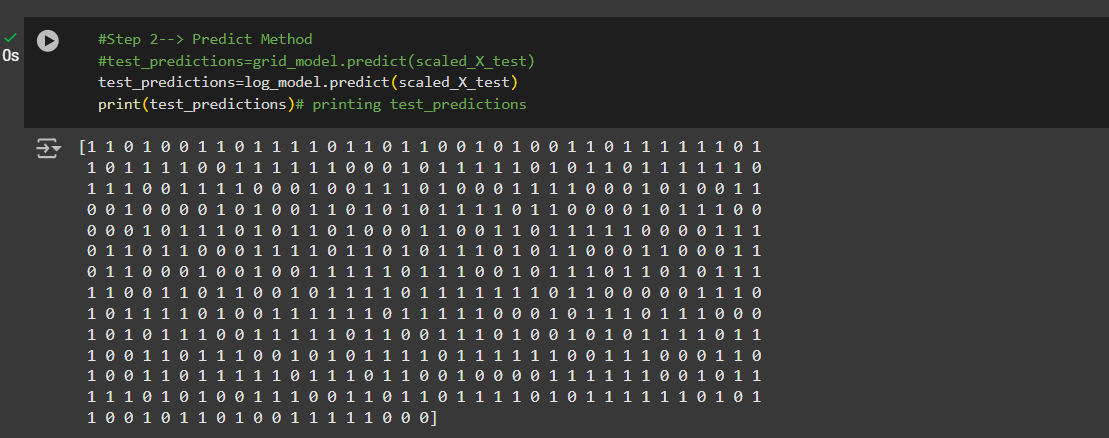 #Step 2--> Predict Method
0s
#test_predictions=grid_model.predict(scaled_X_test)
test_predictions=log_model.predict(scaled_X_test)
print(test_predictions)# printing test_predictions
[1 1 0 1 0 0 1 1 0 1 1 1 1 0 1 1 0 1 1 0 0 1 0 1 0 0 1 1 0 1 1 1 1 1 1 0 1
1 0 1 1 1 1 0 0 1 1 1 1 1 1 0 0 0 1 0 1 1 1 1 1 0 1 0 1 1 0 1 1 1 1 1 1 0
1 1 1 0 0 1 1 1 1 0 0 0 1 0 0 1 1 1 0 1 0 0 0 1 1 1 1 0 0 0 1 0 1 0 0 1 1
0 0 1 0 0 0 0 1 0 1 0 0 1 1 0 1 0 1 0 1 1 1 1 0 1 1 0 0 0 0 1 0 1 1 1 0 0
0 0 0 1 0 1 1 1 0 1 0 1 1 0 1 0 0 0 1 1 0 0 1 1 0 1 1 1 1 1 0 0 0 0 1 1 1
0 1 1 0 1 1 0 0 0 1 1 1 1 0 1 1 0 1 0 1 1 1 0 1 0 1 1 0 0 0 1 1 0 0 0 1 1
0 1 1 0 0 0 1 0 0 1 0 0 1 1 1 1 1 0 1 1 1 0 0 1 0 1 1 1 0 1 1 0 1 0 1 1 1
1 1 0 0 1 1 0 1 1 0 0 1 0 1 1 1 1 0 1 1 1 1 1 1 1 0 1 1 0 0 0 0 0 1 1 1 0
1 0 1 1 1 1 0 1 0 0 1 1 1 1 1 1 0 1 1 1 1 1 0 0 0 1 0 1 1 1 0 1 1 1 0 0 0
1 0 1 0 1 1 1 0 0 1 1 1 1 1 0 1 1 0 0 1 1 1 0 1 0 0 1 0 1 0 1 1 1 1 0 1 1
1 0 0 1 1 0 1 1 1 0 0 1 0 1 0 1 1 1 1 0 1 1 1 1 1 1 0 0 1 1 1 0 0 0 1 1 0
1 0 0 1 1 0 1 1 1 1 1 0 1 1 1 0 1 1 0 0 1 0 0 0 0 1 1 1 1 1 1 0 0 1 0 1 1
1 1 1 0 1 0 1 0 0 1 1 1 0 0 1 1 0 1 1 0 1 1 1 1 0 1 0 1 1 1 1 1 1 0 1 0 1
1 0 0 1 0 1 1 0 1 0 0 1 1 1 1 1 0 0 0]